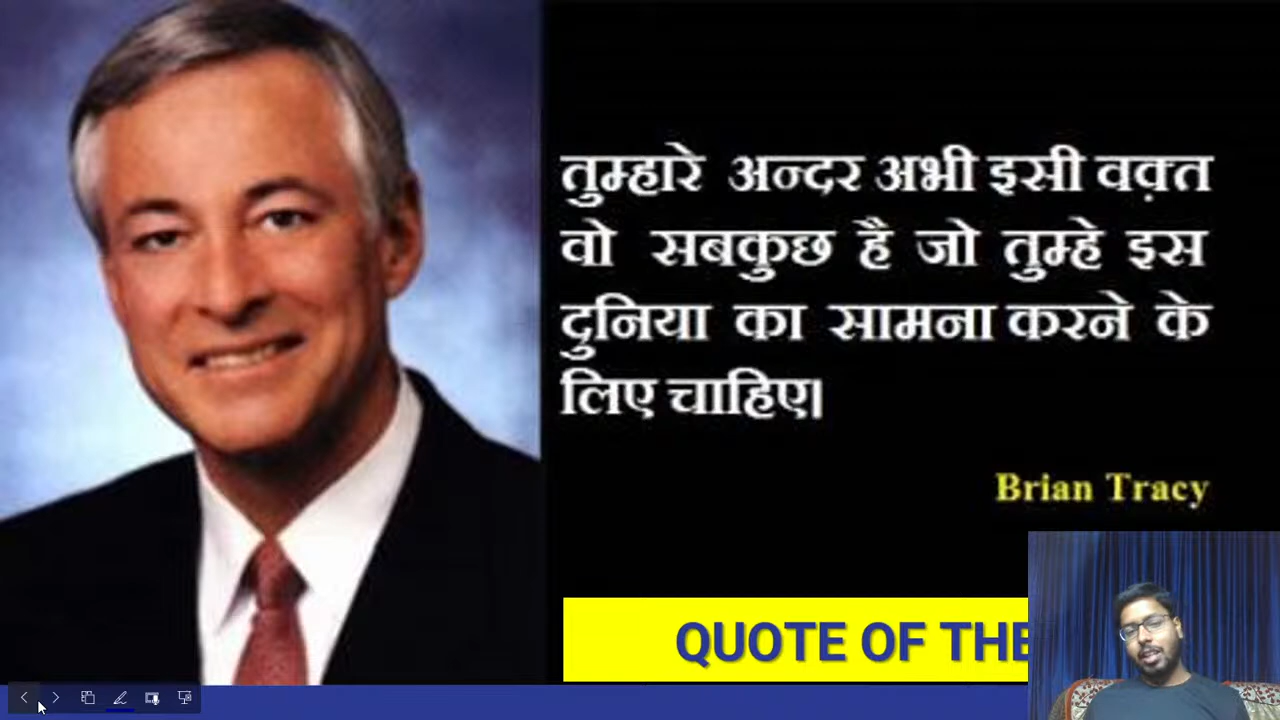 तुम्हारे अन्दर अभी इसी वक़्त
वो सबकुछ है जो तुम्हे इस
दुनिया का सामना करने के
लिए चाहिए|
Brian Tracy
QUOTE OF THE